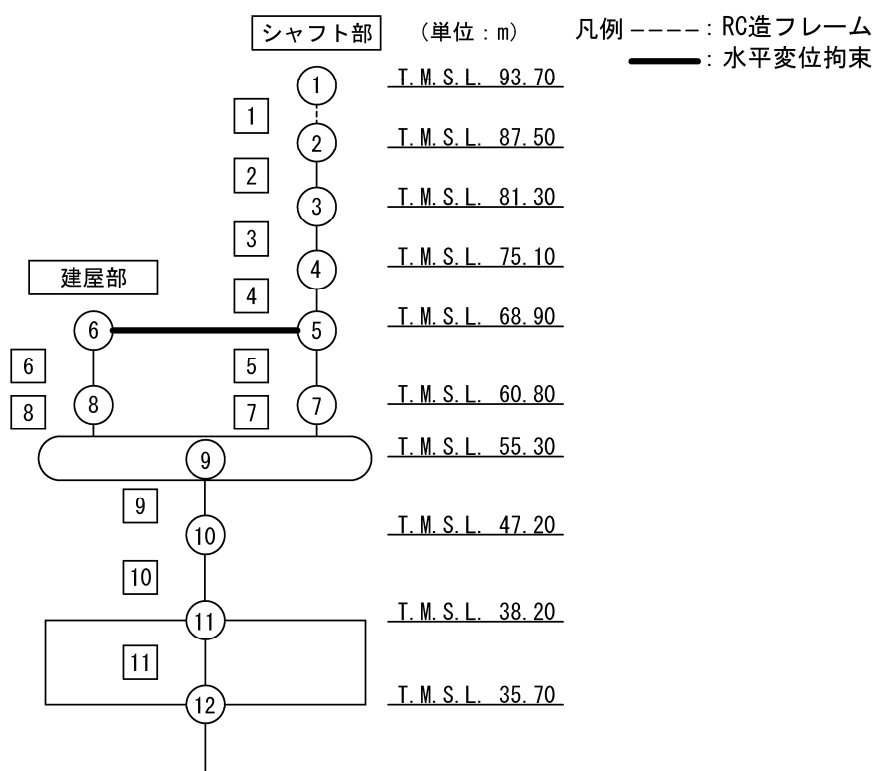 シャフト部 (単位：m) 凡例 ----：RC造フレーム
：水平変位拘束
① T.M.S.L. 93.70
1
② T.M.S.L. 87.50
2
③ T.M.S.L. 81.30
3
④ T.M.S.L. 75.10
建屋部
4
⑥ ⑤ T.M.S.L. 68.90
6 5
⑧ ⑦ T.M.S.L. 60.80
8 7
⑨ T.M.S.L. 55.30
9
⑩ T.M.S.L. 47.20
10
⑪ T.M.S.L. 38.20
11
⑫ T.M.S.L. 35.70